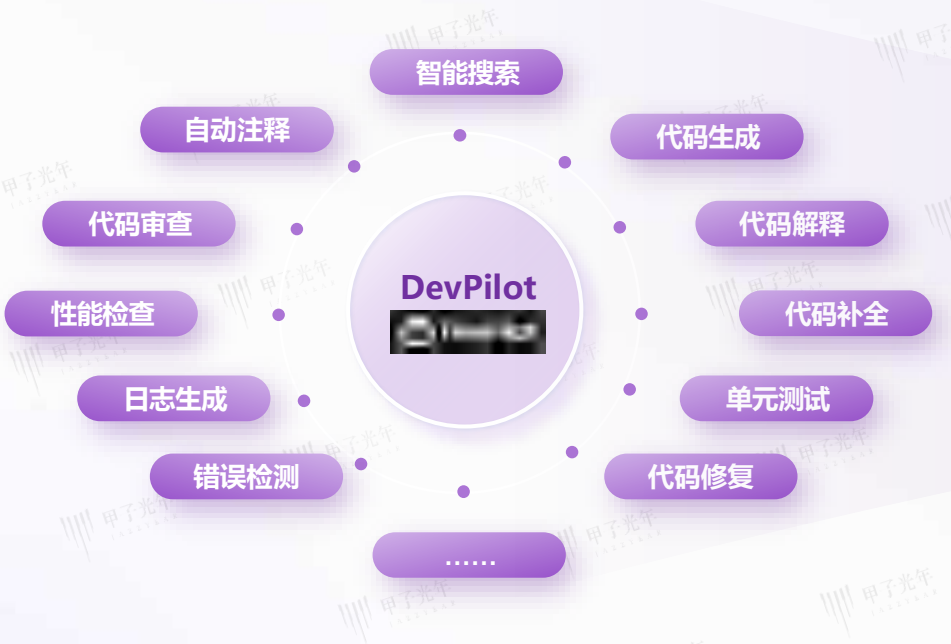 智能搜索
自动注释
代码生成
代码审查
代码解释
DevPilot
性能检查
代码补全
日志生成
单元测试
错误检测
代码修复
......
甲子光年